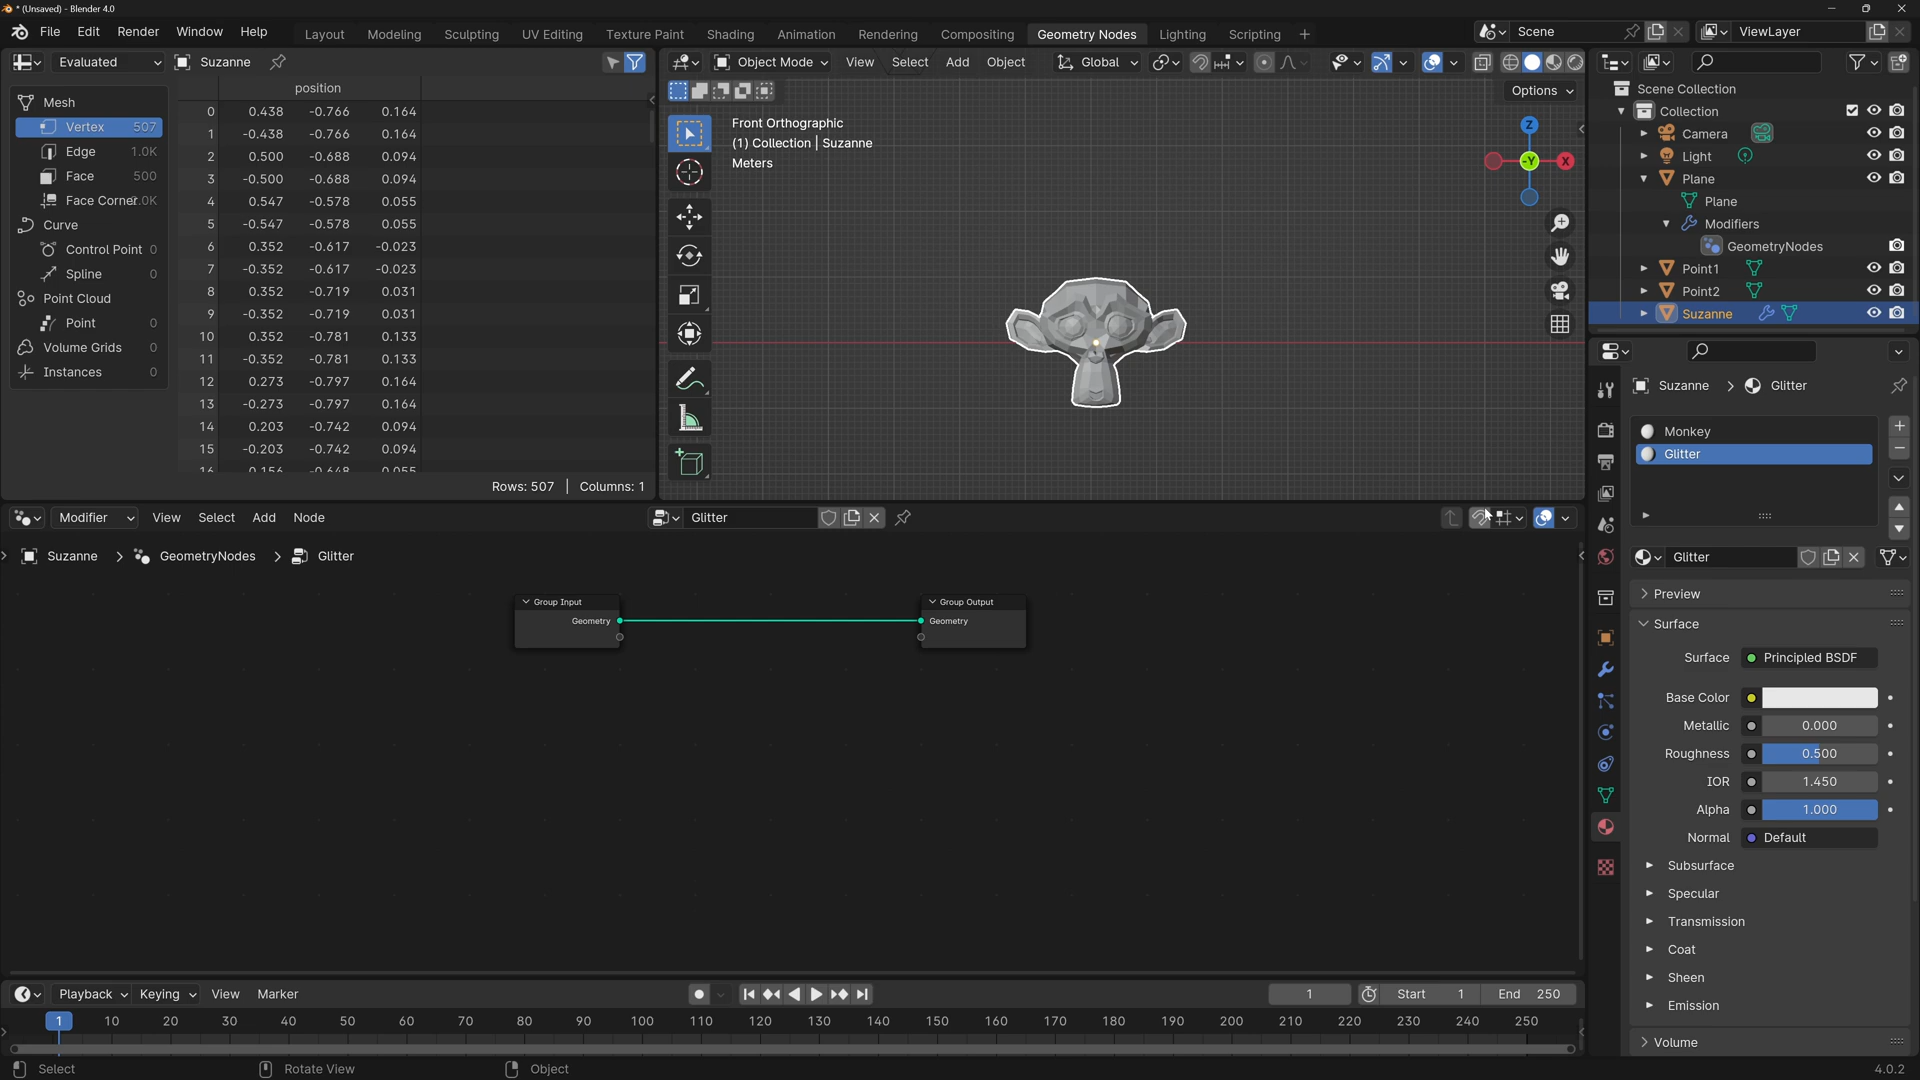 * (Unsaved) - Blender 4.0
File Edit Render Window Help Layout Modeling Sculpting UV Editing Texture Paint Shading Animation Rendering Compositing Geometry Nodes Lighting Scripting + Scene ViewLayer
Evaluated Suzanne
Object Mode View Select Add Object Global
Options
position
Mesh
Vertex 507
Edge 1.0K
Face 500
Face Corner
Curve
Control Point 0
Spline 0
Point Cloud
Point 0
Volume Grids 0
Instances 0
0 0.438 -0.766 0.164
1 -0.438 -0.766 0.164
2 0.500 -0.688 0.094
3 -0.500 -0.688 0.094
4 0.547 -0.578 0.055
5 -0.547 -0.578 0.055
6 0.352 -0.617 -0.023
7 -0.352 -0.617 -0.023
8 0.352 -0.719 0.031
9 -0.352 -0.719 0.031
10 0.352 -0.781 0.133
11 -0.352 -0.781 0.133
12 0.273 -0.797 0.164
13 -0.273 -0.797 0.164
14 0.203 -0.742 0.094
15 -0.203 -0.742 0.094
16 0.156 -0.648 0.055
Rows: 507 | Columns: 1
Front Orthographic
(1) Collection | Suzanne
Meters
Z
-Y
X
Scene Collection
Collection
Camera
Light
Plane
Plane
Modifiers
GeometryNodes
Point1
Point2
Suzanne
Suzanne > Glitter
Monkey
Glitter
Glitter
Preview
Surface
Surface Principled BSDF
Base Color
Metallic 0.000
Roughness 0.500
IOR 1.450
Alpha 1.000
Normal Default
Subsurface
Specular
Transmission
Coat
Sheen
Emission
Volume
Modifier View Select Add Node Glitter
Suzanne > GeometryNodes > Glitter
Group Input
Geometry
Group Output
Geometry
Playback Keying View Marker 1 Start 1 End 250
1 10 20 30 40 50 60 70 80 90 100 110 120 130 140 150 160 170 180 190 200 210 220 230 240 250
Select Rotate View Object 4.0.2